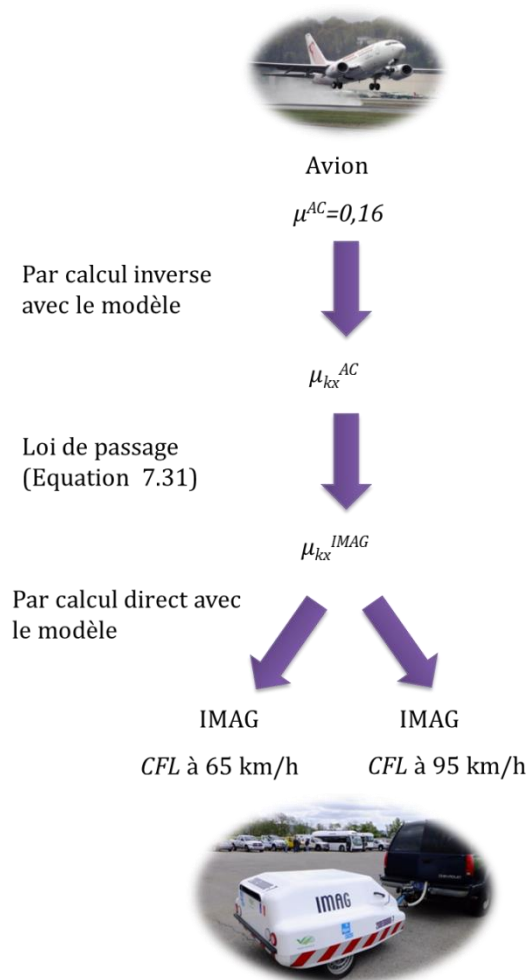 Avion
μ^AC=0,16
Par calcul inverse
avec le modèle
μ_kx^AC
Loi de passage
(Equation 7.31)
μ_kx^IMAG
Par calcul direct avec
le modèle
IMAG
IMAG
CFL à 65 km/h
CFL à 95 km/h
IMAG